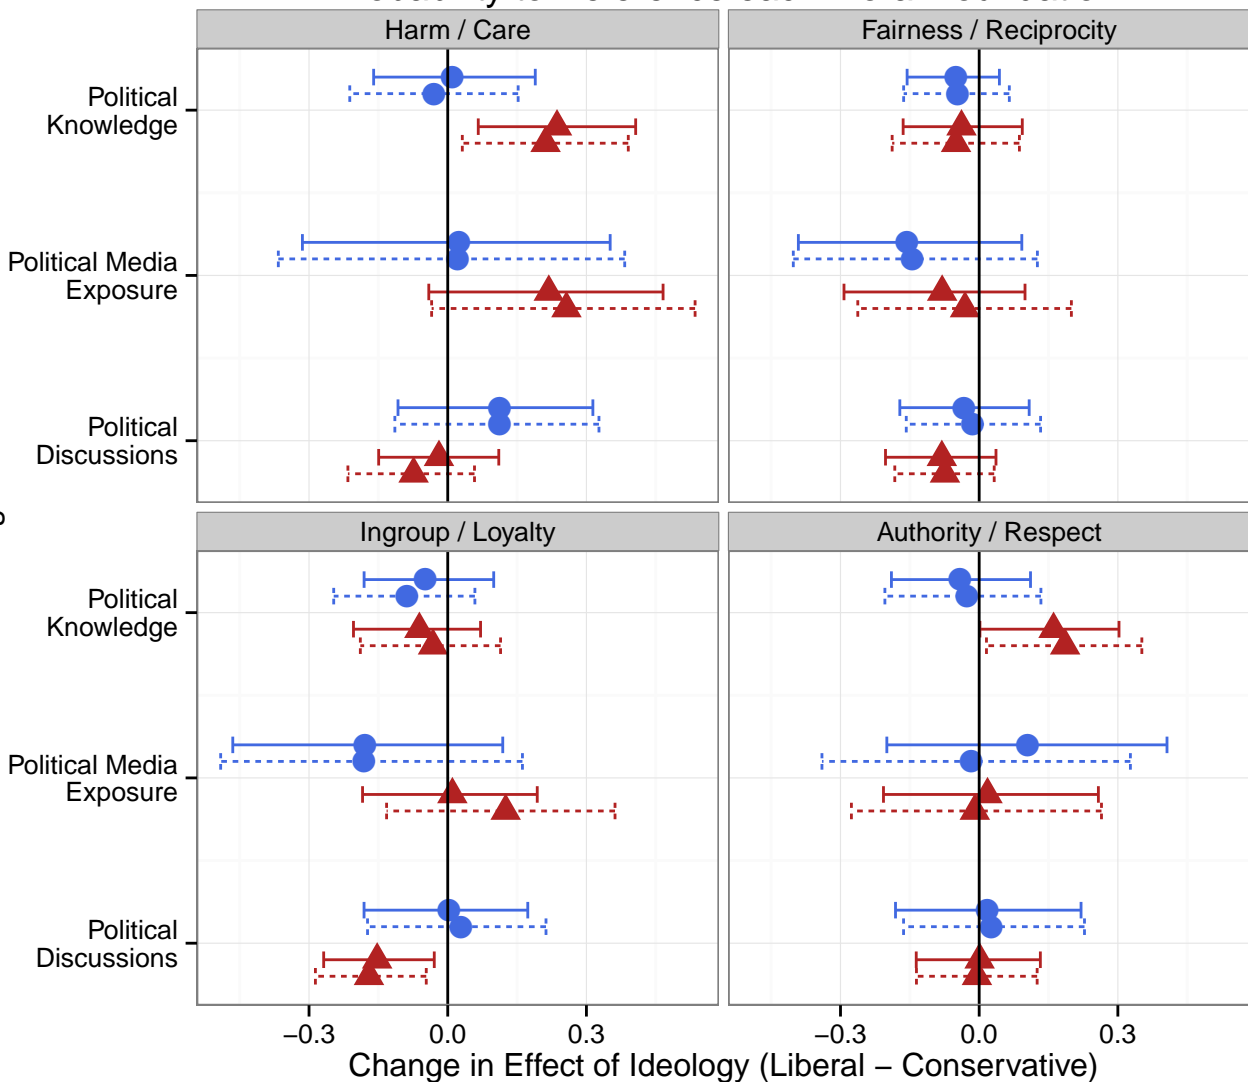 Harm / Care
Fairness / Reciprocity
Political
Knowledge
Political Media
Exposure
Political
Discussions
Ingroup / Loyalty
Authority / Respect
Political
Knowledge
Political Media
Exposure
Political
Discussions
−0.3
0.0
0.3
−0.3
0.0
0.3
Change in Effect of Ideology (Liberal − Conservative)